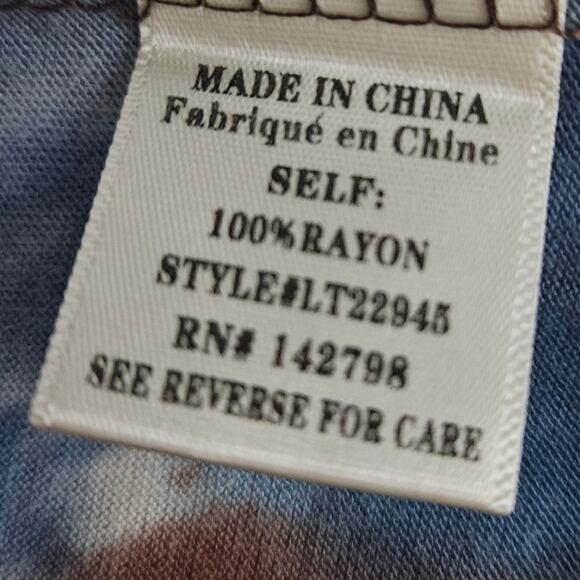 MADE IN CHINA
Fabriqué en Chine
SELF:
100%RAYON
STYLE#LT22945
RN# 142798
SEE REVERSE FOR CARE